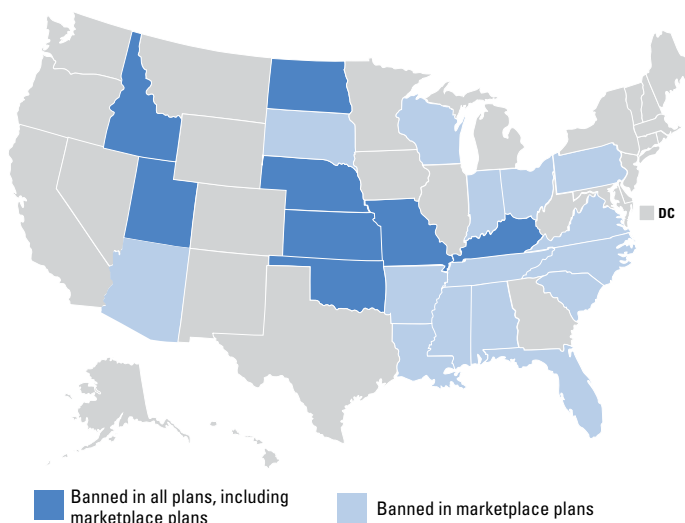 DC
Banned in all plans, including
marketplace plans
Banned in marketplace plans